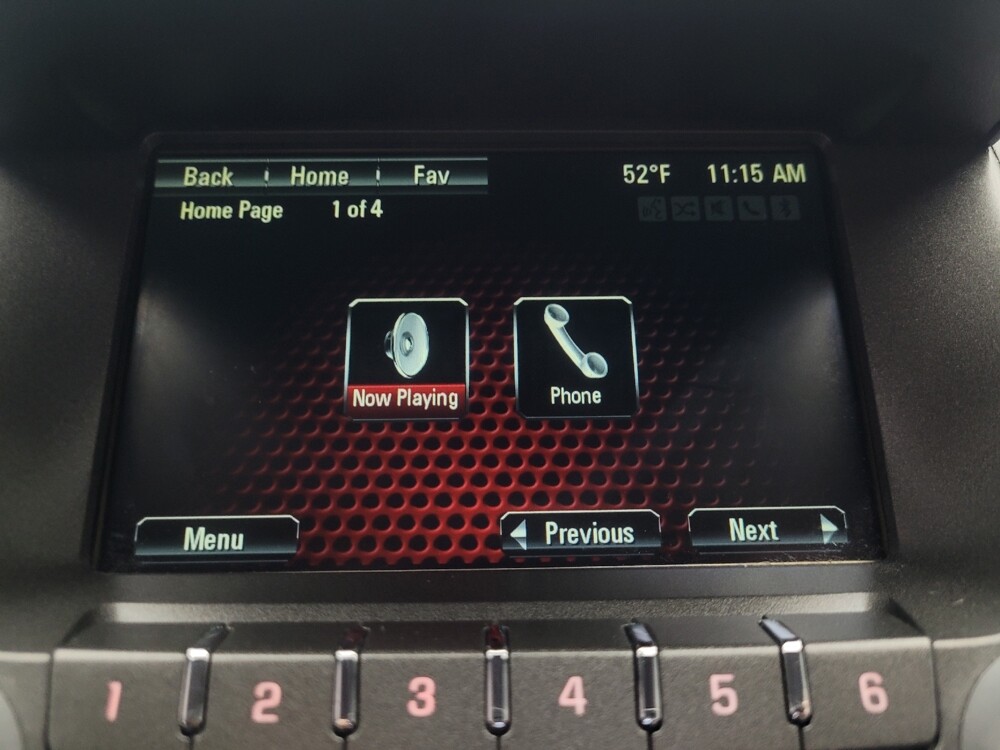 Back Home Fav 52°F 11:15 AM
Home Page 1 of 4
Now Playing Phone
Menu Previous Next
1 2 3 4 5 6